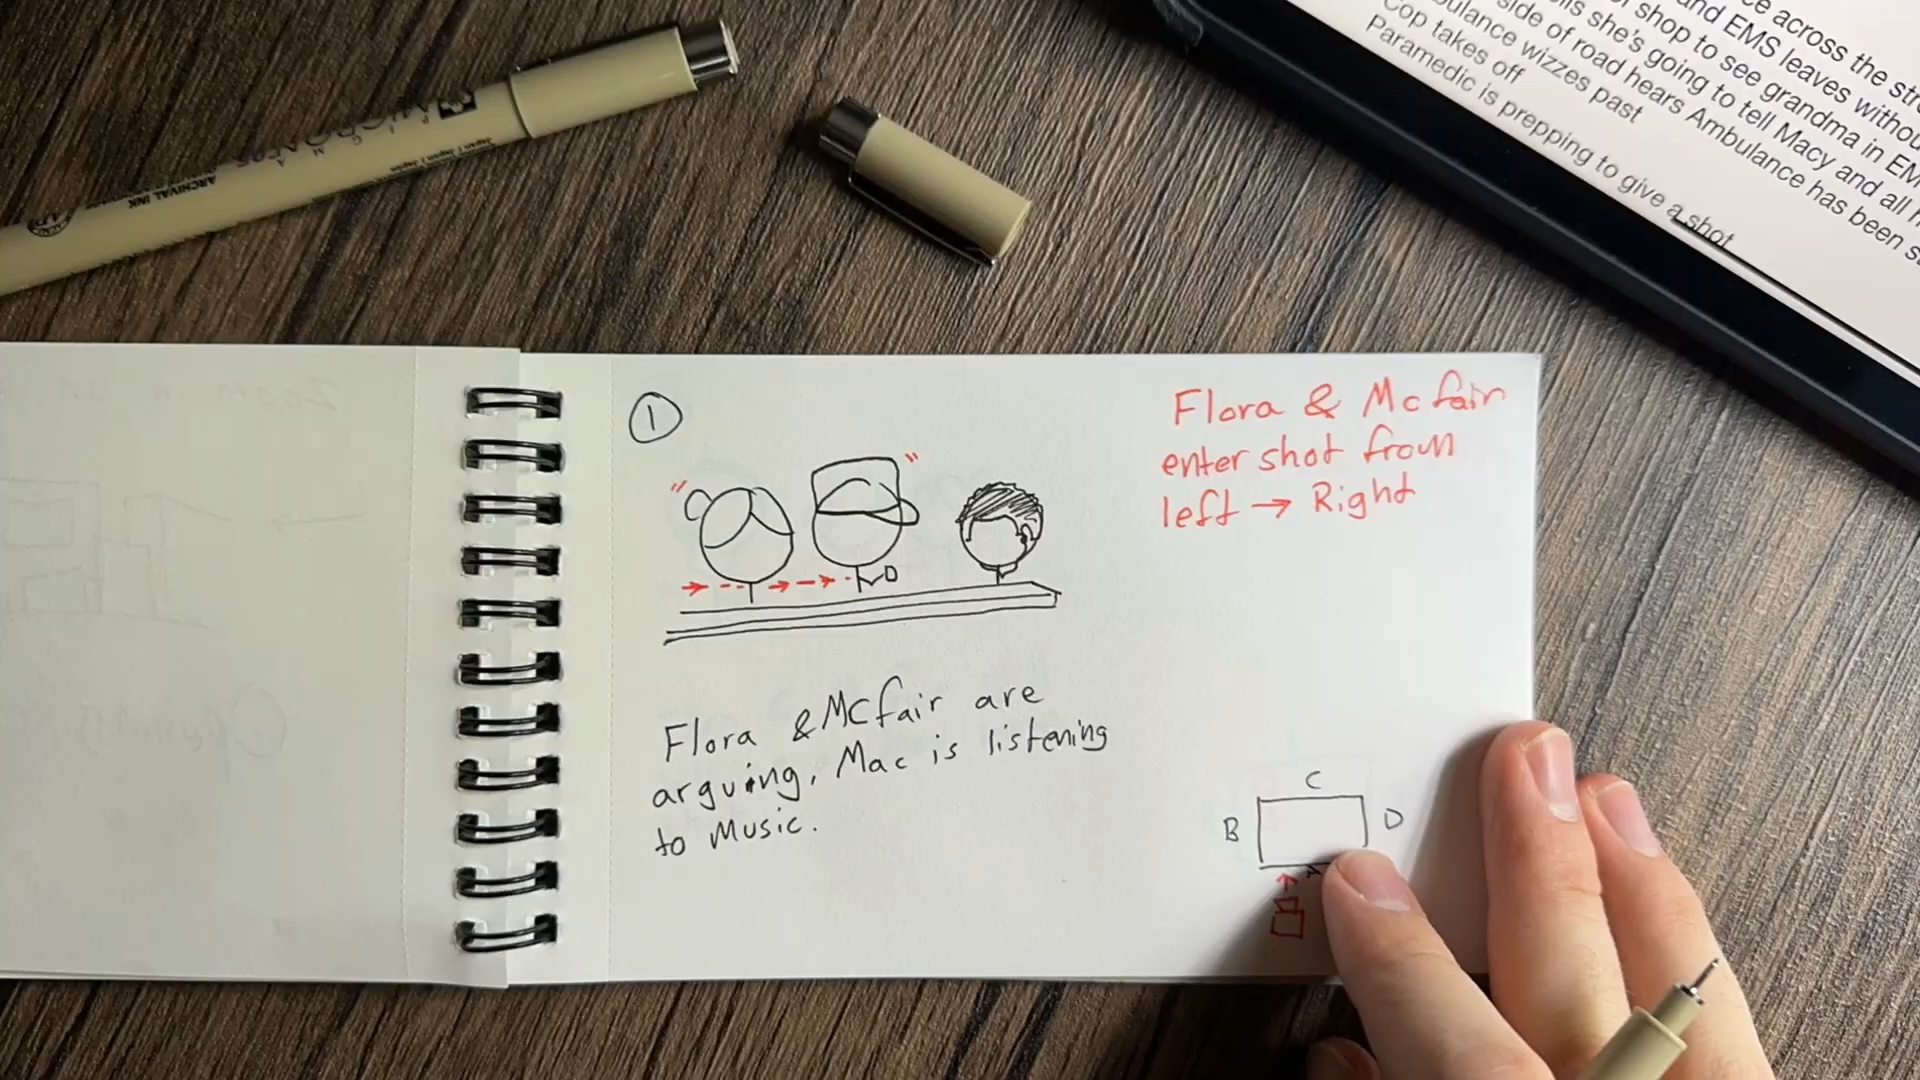 ce across the str
and EMS leaves withou
shop to see grandma in EM
she's going to tell Macy and all h
side of road hears Ambulance has been s
wizzes past
Cop takes off
Paramedic is prepping to give a shot
ARCHIVAL INK
1
Flora & Mcfair
enter shot from
left → Right
" "
D
Flora & McFair are
arguing, Mac is listening
to Music.
C
B D
A